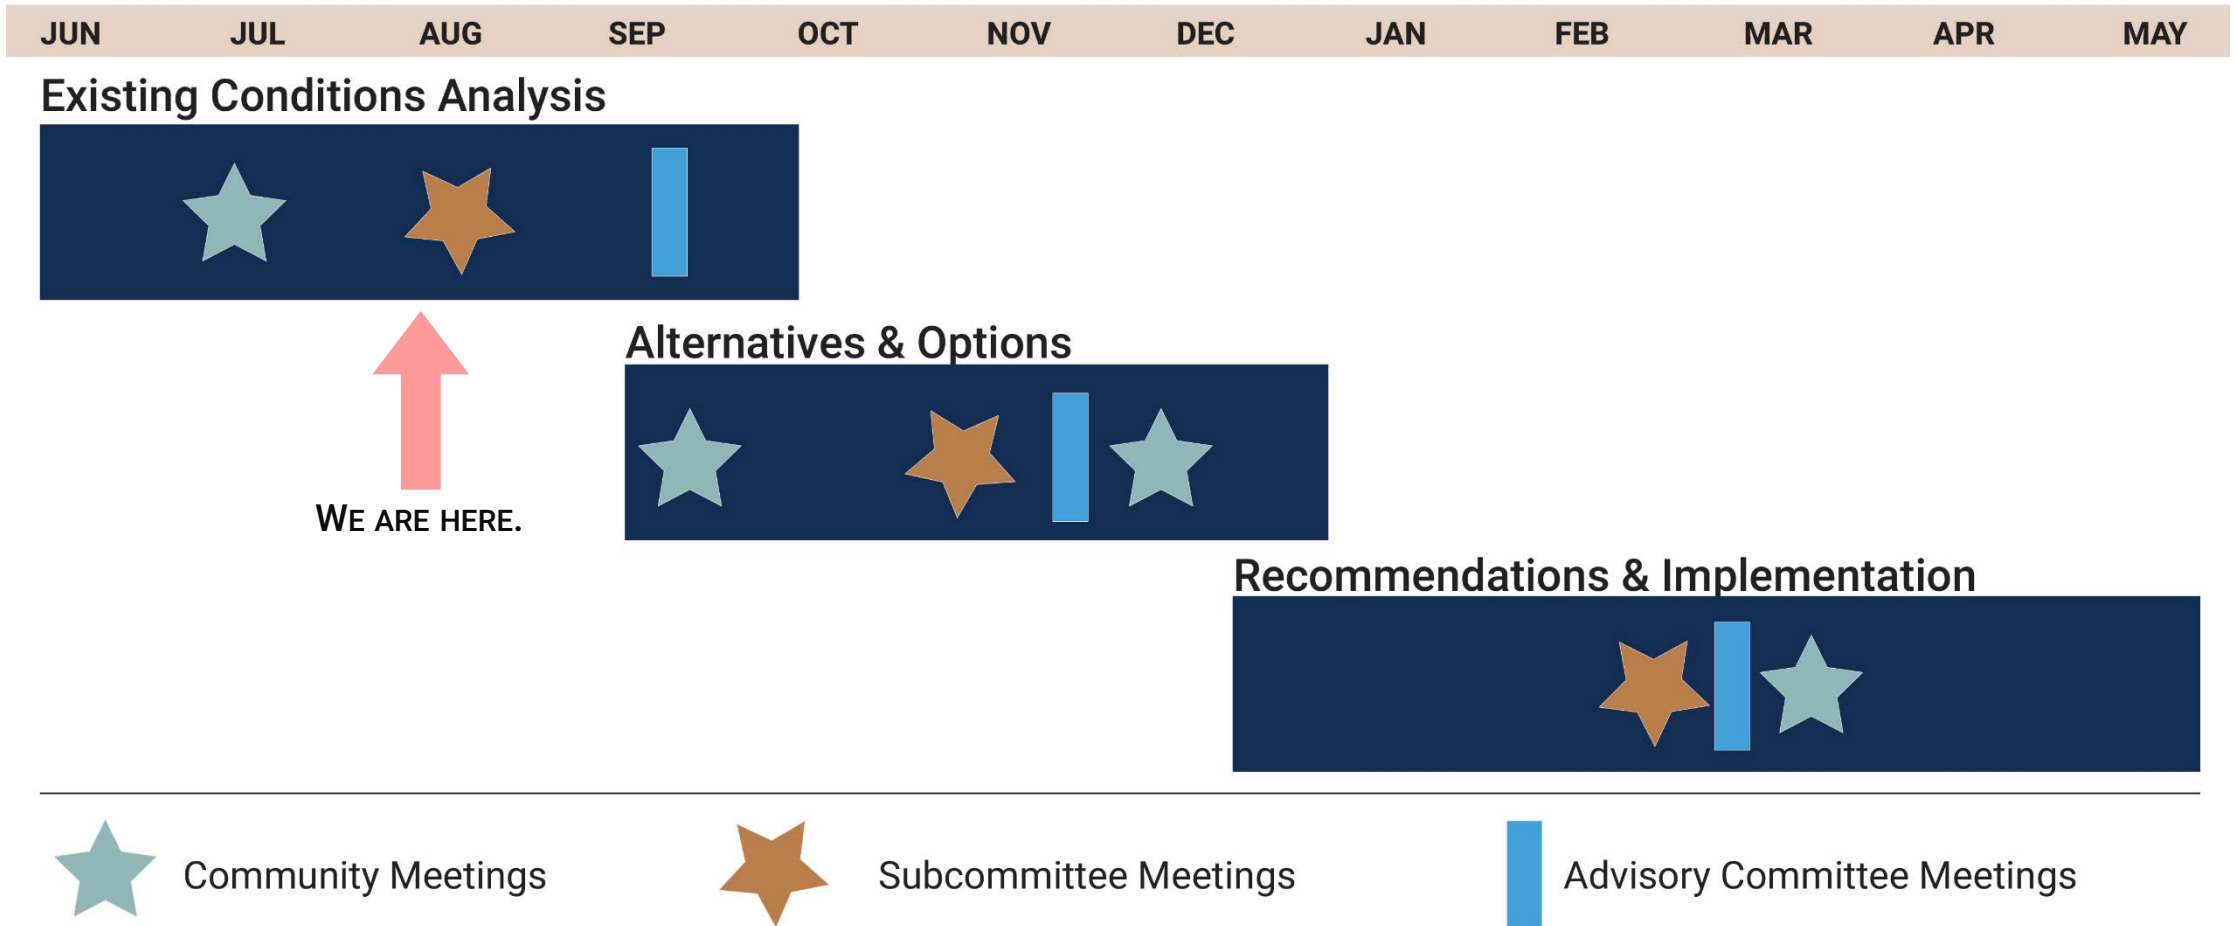 JUN JUL AUG SEP OCT NOV DEC JAN FEB MAR APR MAY
Existing Conditions Analysis
Alternatives & Options
WE ARE HERE.
Recommendations & Implementation
Community Meetings Subcommittee Meetings Advisory Committee Meetings